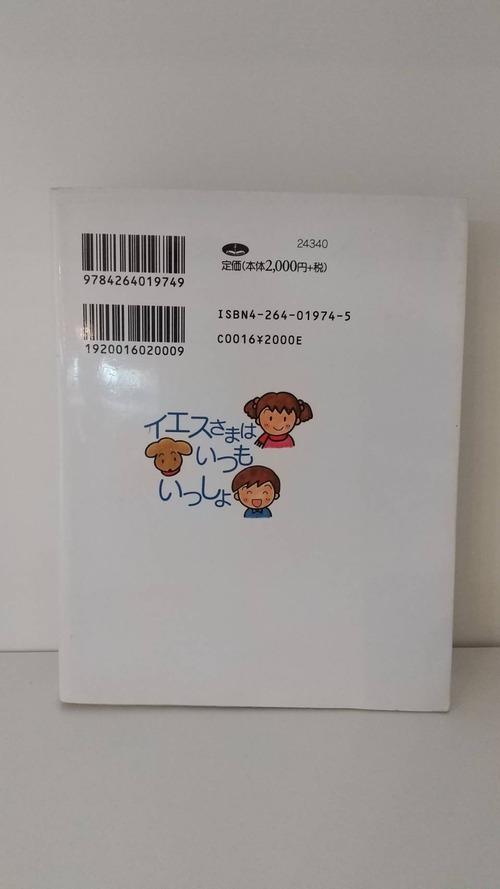 24340
定価(本体2,000円+税)
9784264019749
ISBN4-264-01974-5
C0016¥2000E
1920016020009
イエスさまは
いつも
いっしょ